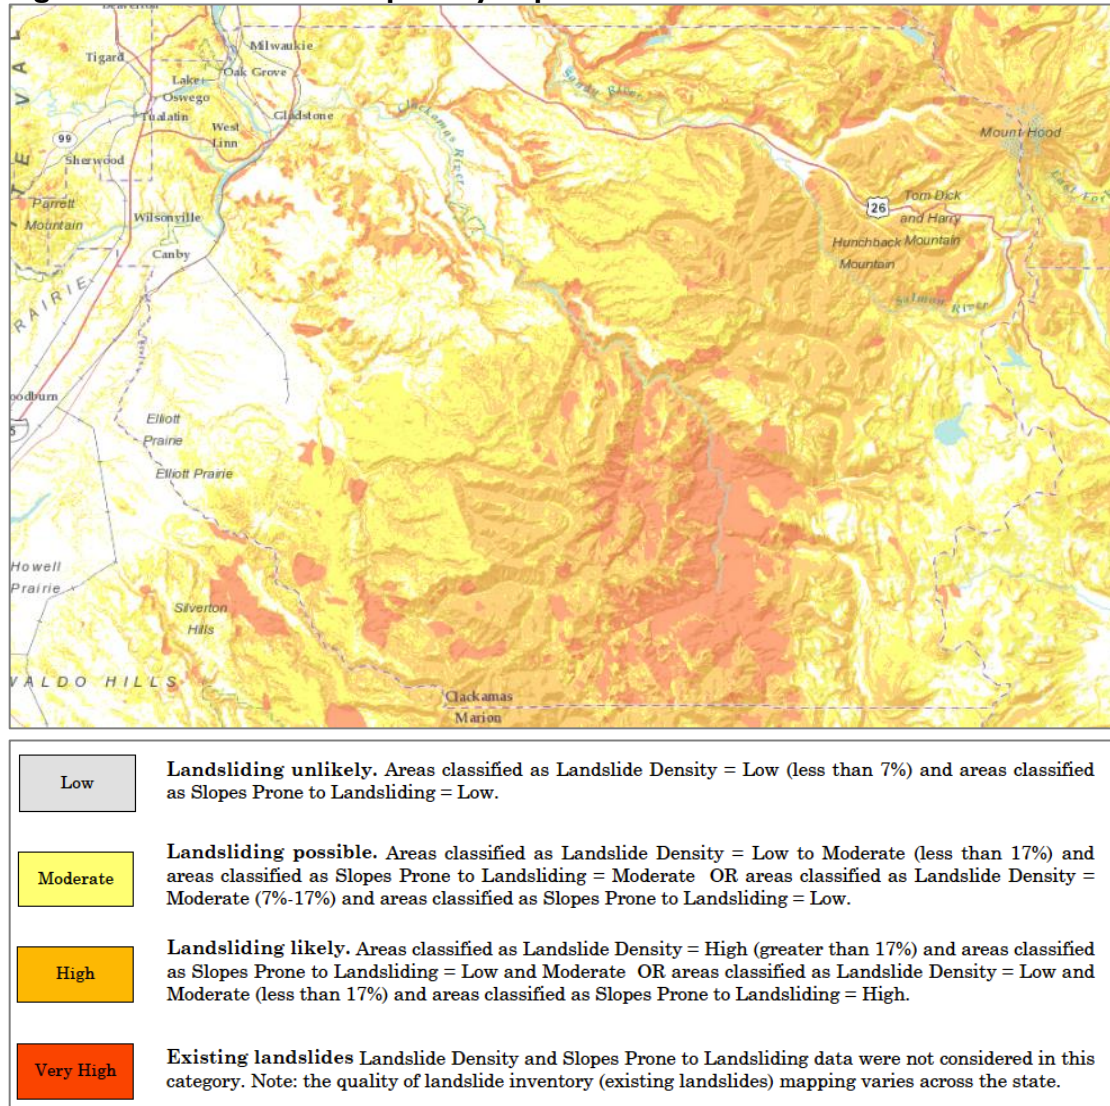 Tigard
Milwaukie
Lake
Oswego
Oak Grove
Tualatin
Gladstone
West
Linn
99
Sherwood
Parrett
Mountain
Wilsonville
Canby
Clackamas
River
Sandy River
Mount Hood
26
Tom Dick
and Harry
Mountain
Hunchback
Mountain
Salmon River
East
RAIRIE
oodburn
5
Elliott
Prairie
Elliott Prairie
Howell
Prairie
Silverton
Hills
WALDO HILLS
Clackamas
Marion
Low
Landsliding unlikely. Areas classified as Landslide Density = Low (less than 7%) and areas classified
as Slopes Prone to Landsliding = Low.
Moderate
Landsliding possible. Areas classified as Landslide Density = Low to Moderate (less than 17%) and
areas classified as Slopes Prone to Landsliding = Moderate OR areas classified as Landslide Density =
Moderate (7%-17%) and areas classified as Slopes Prone to Landsliding = Low.
High
Landsliding likely. Areas classified as Landslide Density = High (greater than 17%) and areas classified
as Slopes Prone to Landsliding = Low and Moderate OR areas classified as Landslide Density = Low and
Moderate (less than 17%) and areas classified as Slopes Prone to Landsliding = High.
Very High
Existing landslides Landslide Density and Slopes Prone to Landsliding data were not considered in this
category. Note: the quality of landslide inventory (existing landslides) mapping varies across the state.